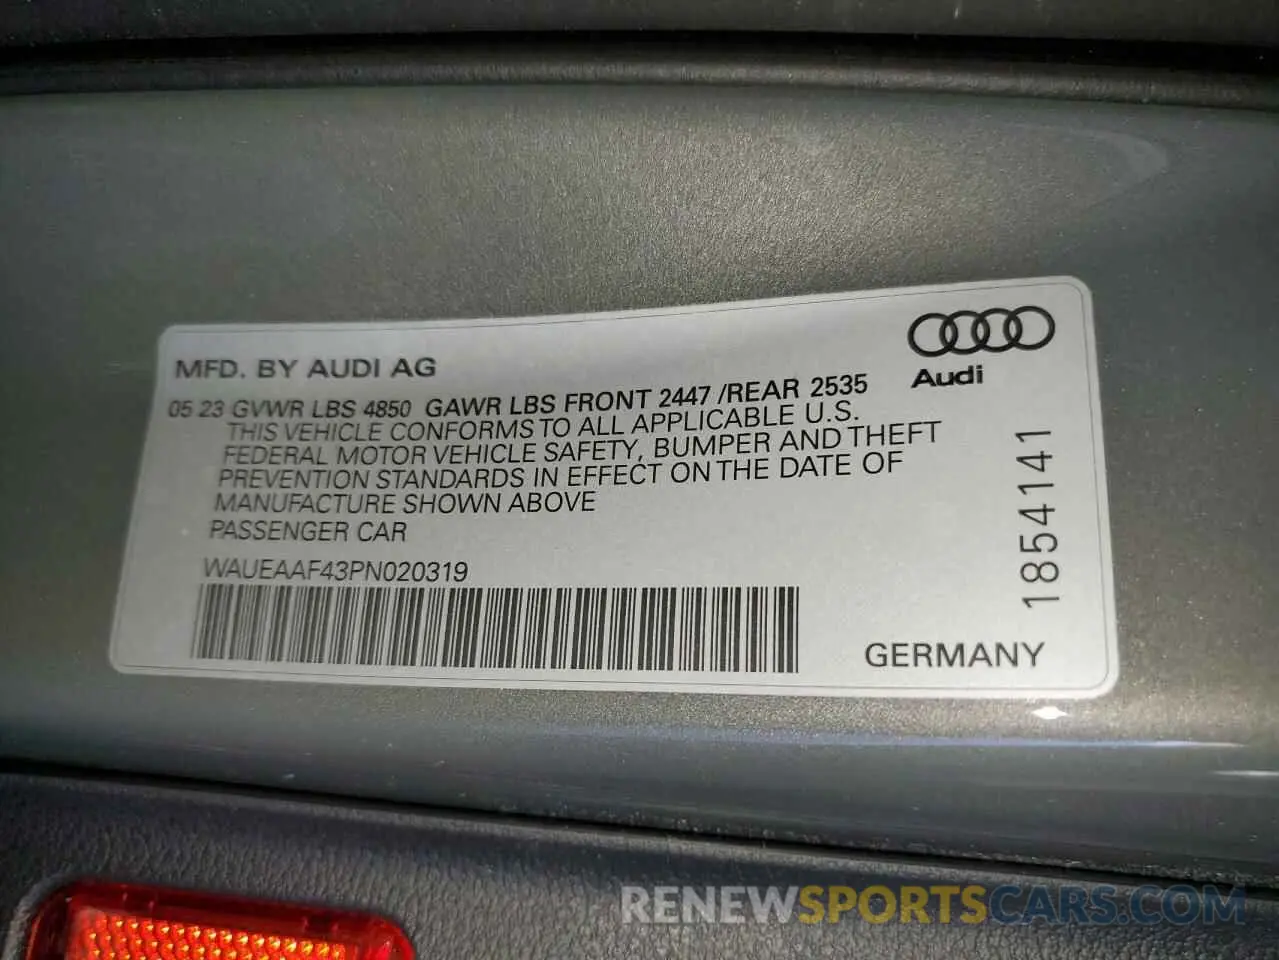 MFD. BY AUDI AG
Audi
05 23 GVWR LBS 4850 GAWR LBS FRONT 2447 /REAR 2535
THIS VEHICLE CONFORMS TO ALL APPLICABLE U.S.
FEDERAL MOTOR VEHICLE SAFETY, BUMPER AND THEFT
PREVENTION STANDARDS IN EFFECT ON THE DATE OF
MANUFACTURE SHOWN ABOVE
PASSENGER CAR
WAUEAAF43PN020319
1854141
GERMANY
RENEWSPORTSCARS.COM